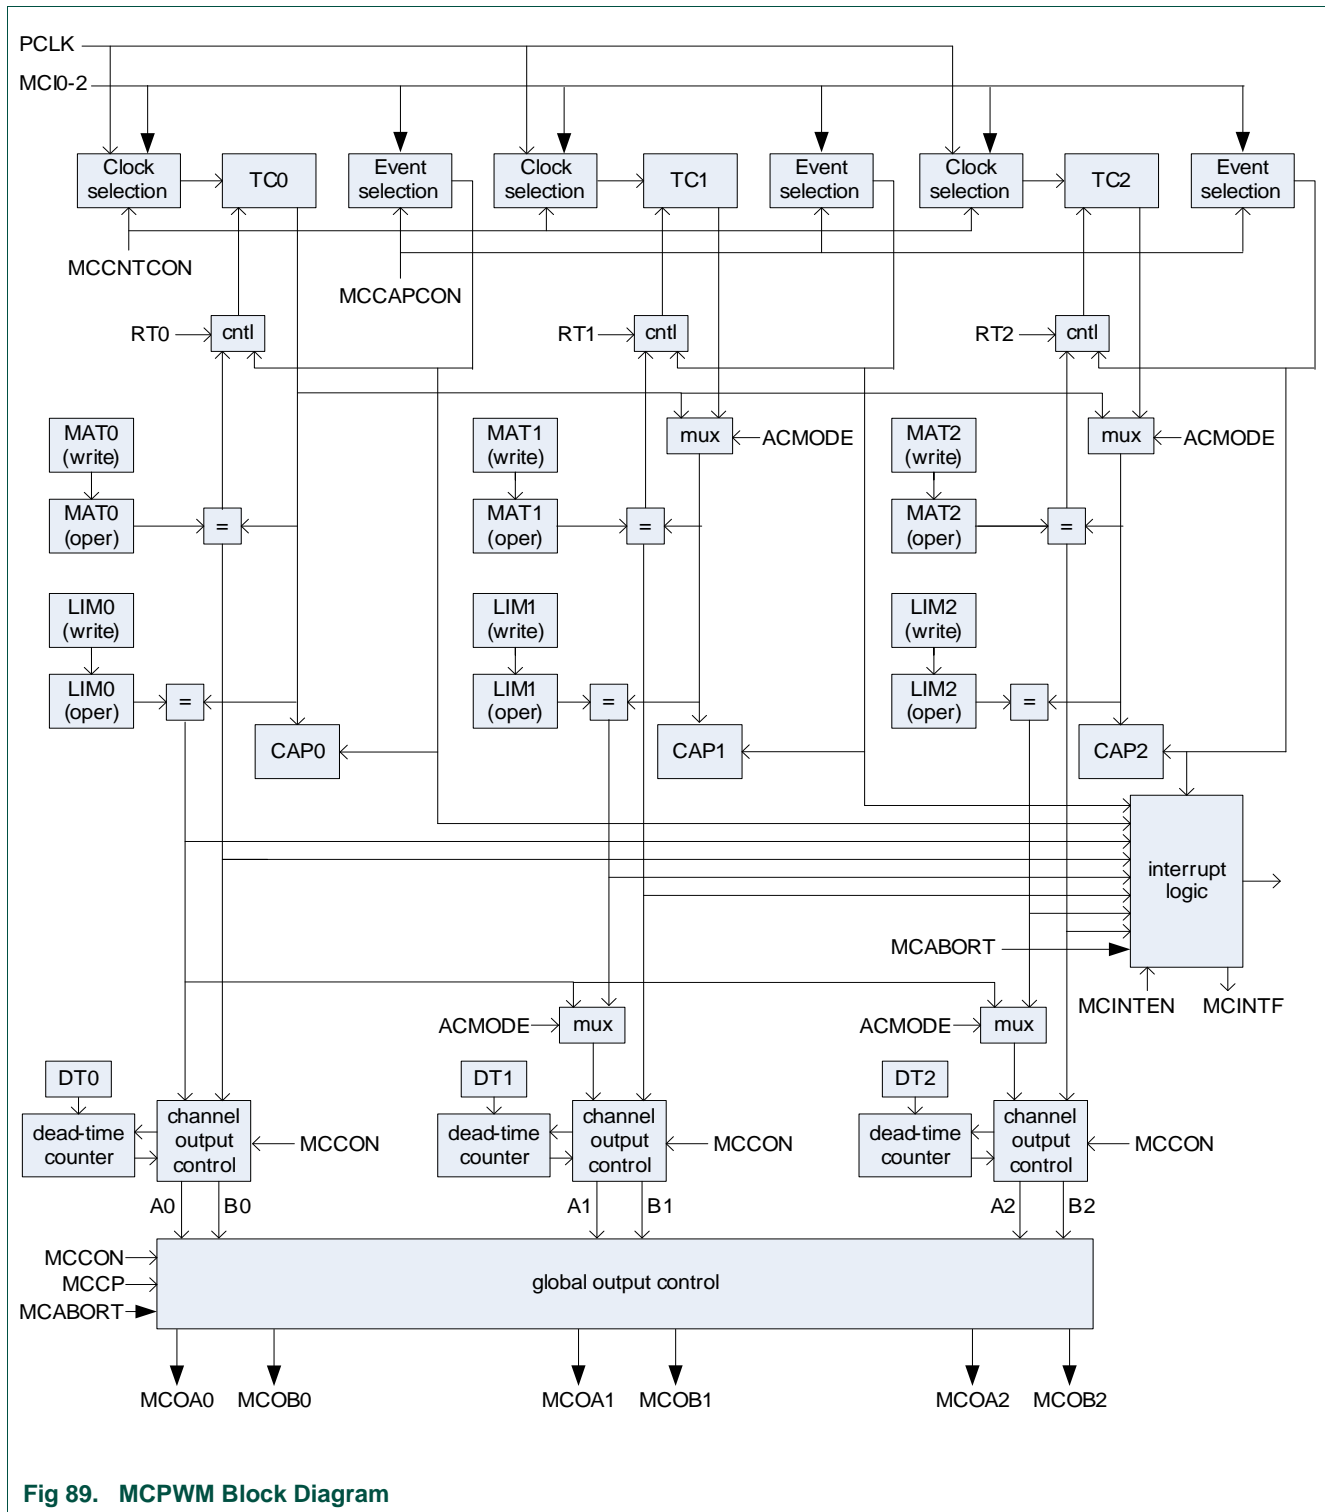 PCLK
MCI0-2
Clock
selection
TC0
Event
selection
Clock
selection
TC1
Event
selection
Clock
selection
TC2
Event
selection
MCCNTCON
MCCAPCON
RT0
cntl
RT1
cntl
RT2
cntl
MAT0
(write)
MAT1
(write)
mux
ACMODE
MAT2
(write)
mux
ACMODE
MAT0
(oper)
=
MAT1
(oper)
=
MAT2
(oper)
=
LIM0
(write)
LIM1
(write)
LIM2
(write)
LIM0
(oper)
=
LIM1
(oper)
=
LIM2
(oper)
=
CAP0
CAP1
CAP2
interrupt
logic
MCABORT
MCINTEN
MCINTF
ACMODE
mux
ACMODE
mux
DT0
DT1
DT2
dead-time
counter
channel
output
control
MCCON
dead-time
counter
channel
output
control
MCCON
dead-time
counter
channel
output
control
MCCON
A0
B0
A1
B1
A2
B2
MCCON
MCCP
MCABORT
global output control
MCOA0
MCOB0
MCOA1
MCOB1
MCOA2
MCOB2
Fig 89. MCPWM Block Diagram